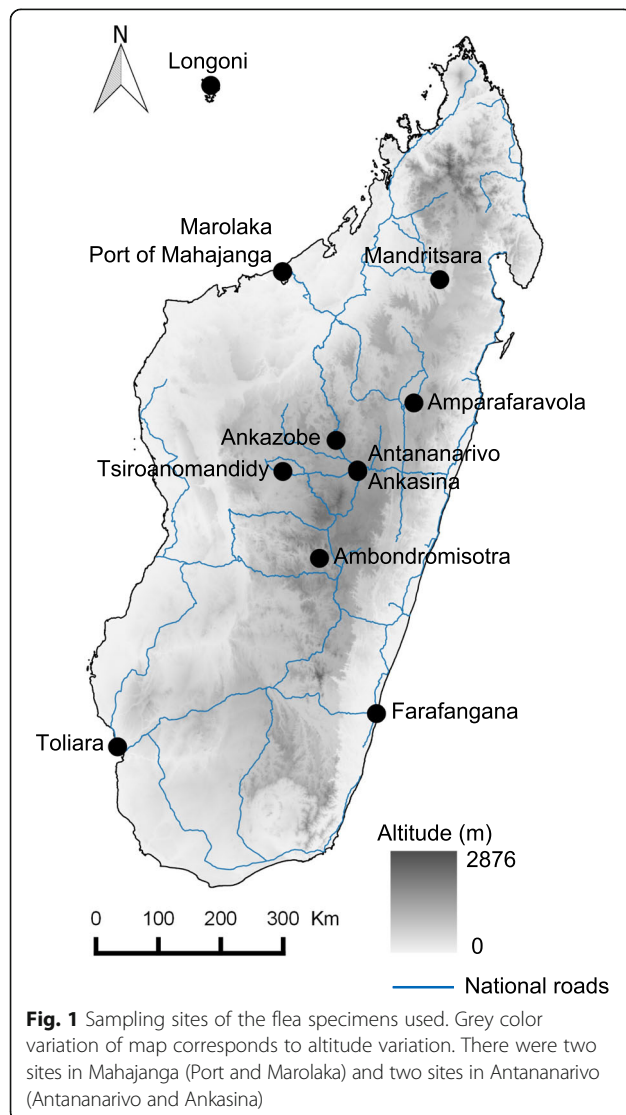 N
Longoni
Marolaka
Port of Mahajanga
Mandritsara
Amparafaravola
Ankazobe
Antananarivo
Tsiroanomandidy
Ankasina
Ambondromisotra
Farafangana
Toliara
Altitude (m)
2876
0
0 100 200 300 Km
National roads
Fig. 1 Sampling sites of the flea specimens used. Grey color
variation of map corresponds to altitude variation. There were two
sites in Mahajanga (Port and Marolaka) and two sites in Antananarivo
(Antananarivo and Ankasina)